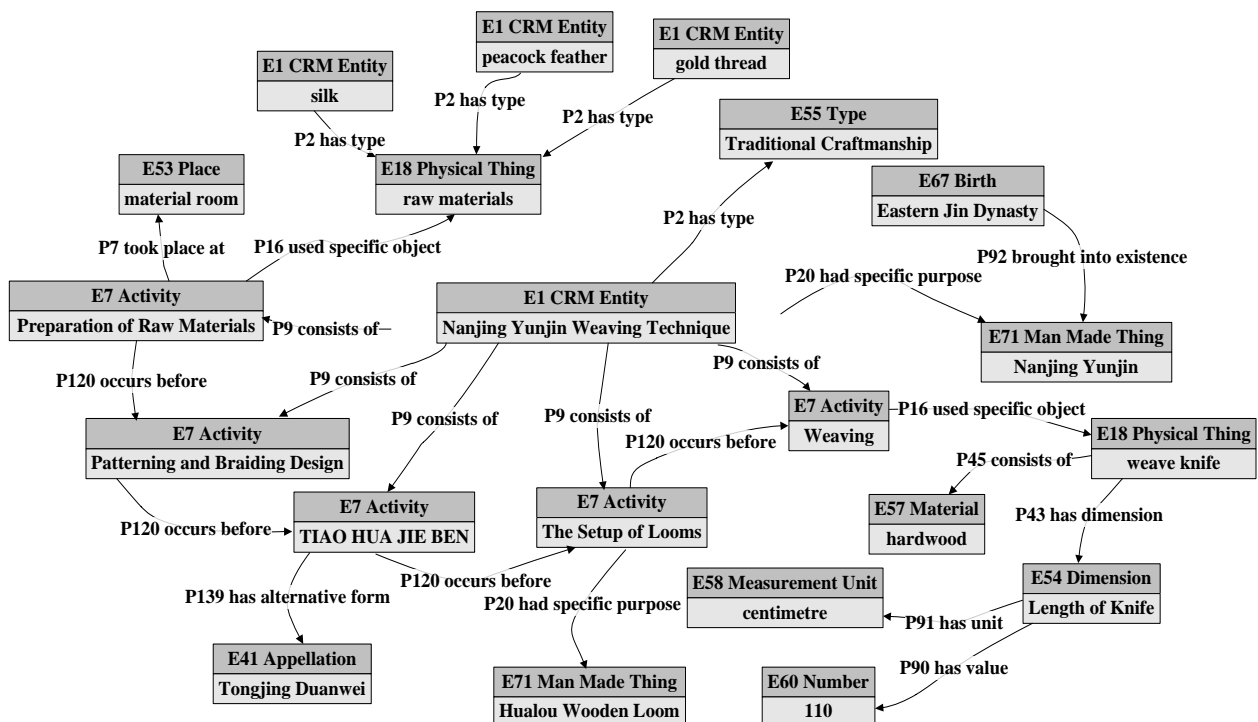 E1 CRM Entity
peacock feather
E1 CRM Entity
gold thread
E1 CRM Entity
silk
P2 has type
P2 has type
P2 has type
E55 Type
Traditional Craftmanship
E53 Place
material room
E18 Physical Thing
raw materials
E67 Birth
Eastern Jin Dynasty
P2 has type
P7 took place at
P16 used specific object
P92 brought into existence
P20 had specific purpose
E7 Activity
Preparation of Raw Materials
P9 consists of
E1 CRM Entity
Nanjing Yunjin Weaving Technique
E71 Man Made Thing
Nanjing Yunjin
P120 occurs before
P9 consists of
P9 consists of
P9 consists of
P9 consists of
E7 Activity
Weaving
P16 used specific object
E7 Activity
Patterning and Braiding Design
P120 occurs before
E18 Physical Thing
weave knife
P45 consists of
E7 Activity
TIAO HUA JIE BEN
P120 occurs before
E7 Activity
The Setup of Looms
E57 Material
hardwood
P43 has dimension
P120 occurs before
P139 has alternative form
P20 had specific purpose
E58 Measurement Unit
centimetre
E54 Dimension
Length of Knife
P91 has unit
P90 has value
E41 Appellation
Tongjing Duanwei
E71 Man Made Thing
Hualou Wooden Loom
E60 Number
110